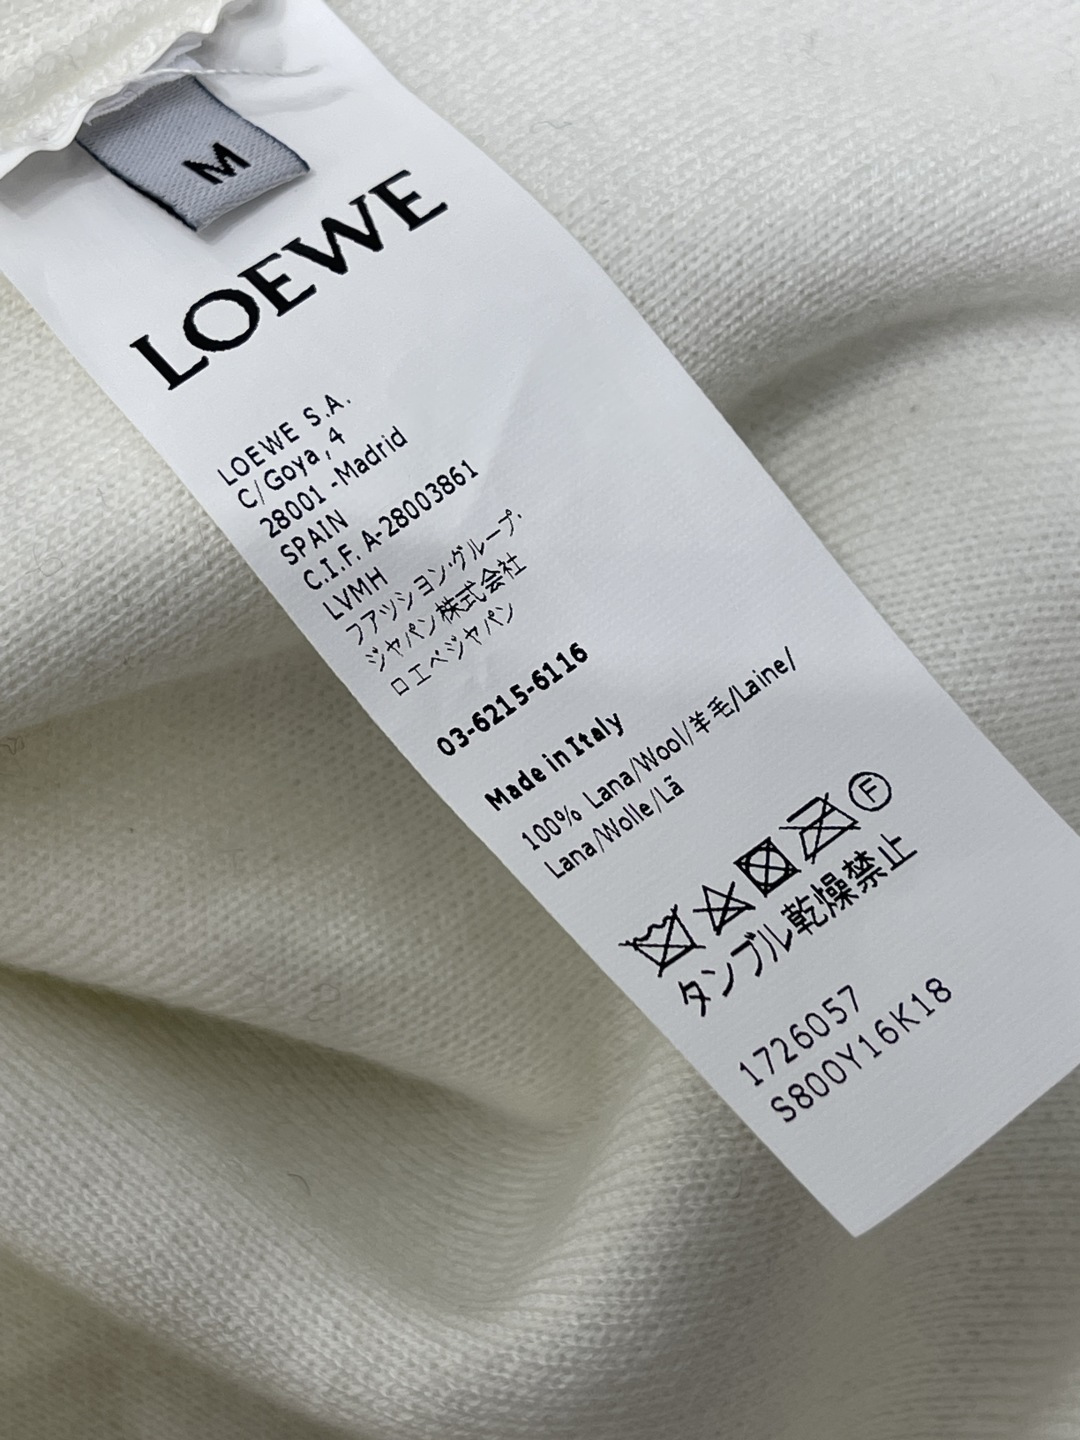 M
LOEWE
LOEWE S.A.
C/Goya, 4
28001 -Madrid
SPAIN
C.I.F. A-28003861
LVMH
ファッション・グループ・
ジャパン株式会社
ロエベジャパン
03-6215-6116
Made in Italy
100% Lana/Wool/羊毛/Laine/
Lana/Wolle/Lã
F
タンブル乾燥禁止
1726057
S800Y16K18